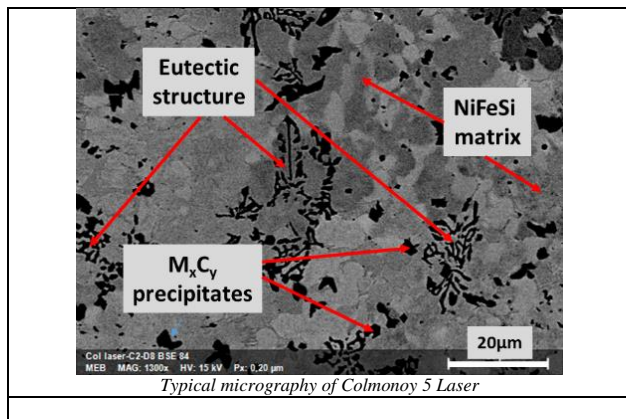 Eutectic
structure
NiFeSi
matrix
MxCy
precipitates
20µm
Col laser-C2-D8 BSE 84
MEB MAG: 1300x HV: 15 kV Px: 0,20 µm
Typical micrography of Colmonoy 5 Laser